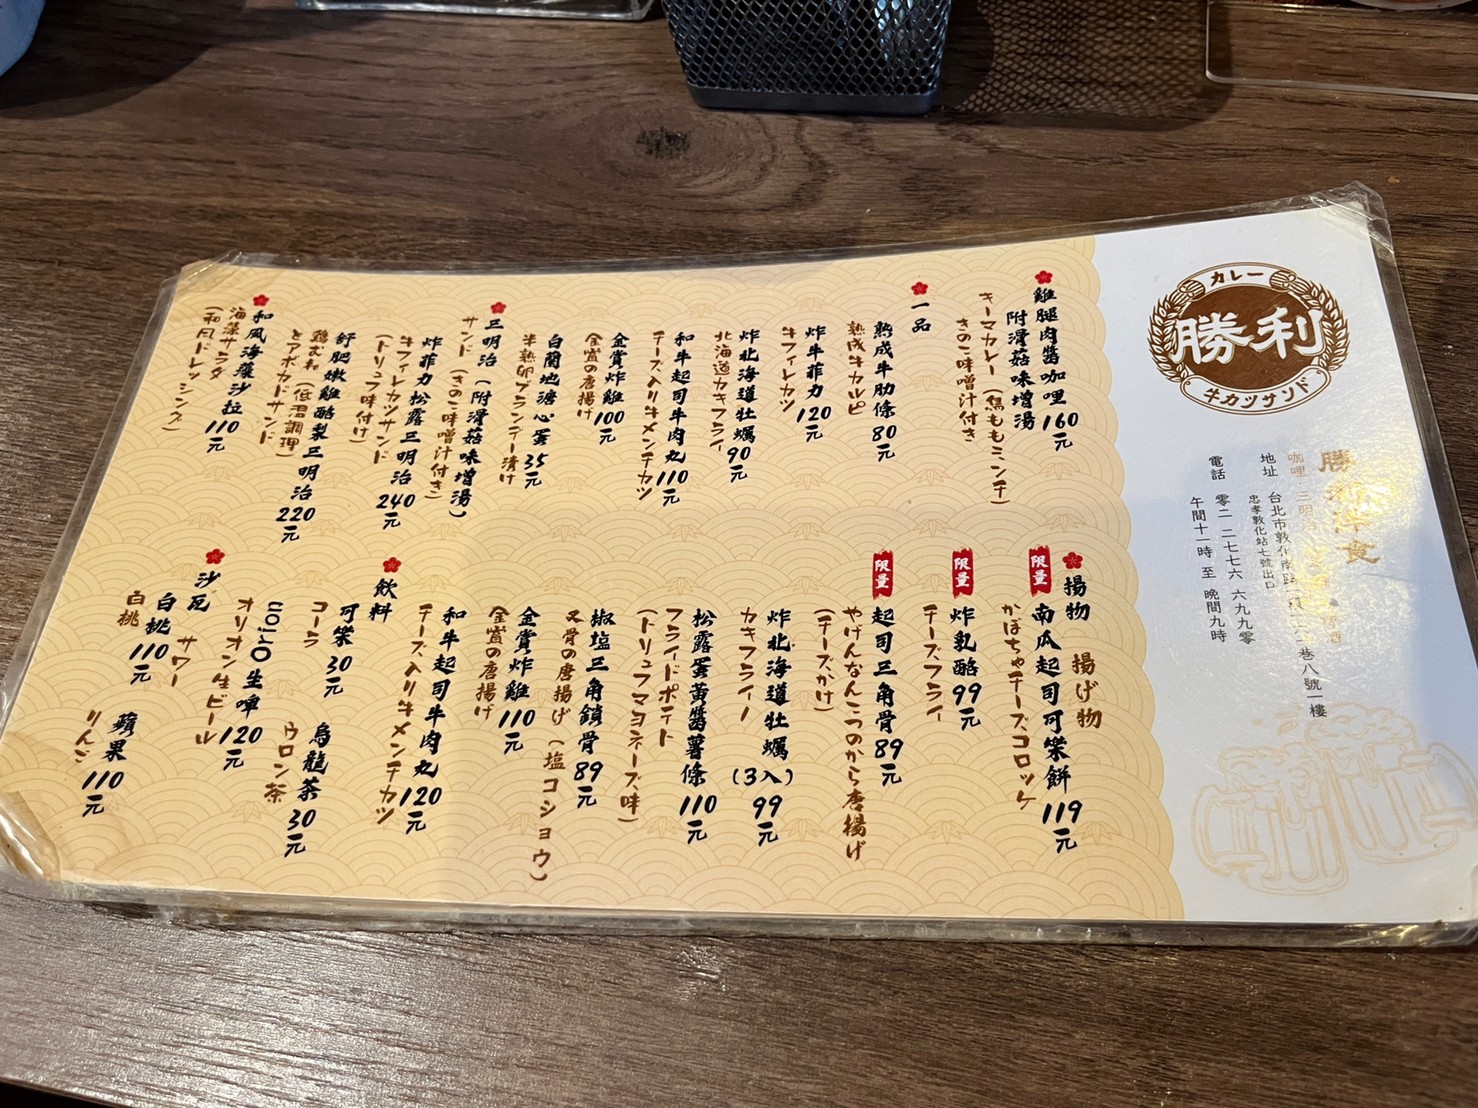 カレー
勝利
牛カツサンド
咖哩
地址 台北市敦化南路
巷八號一樓
忠孝敦化站七號出口
電話 零二 二七七六 六九九零
午間十一時 至 晚間九時
雞腿肉醬咖哩 160元
附滑菇味增湯
キーマカレー(鶏ももミンチ)
きのこ味噌汁付き
一品
熟成牛肋條 80元
熟成牛カルビ
炸牛菲力 120元
牛フィレカツ
炸北海道牡蠣 90元
北海道カキフライ
和牛起司牛肉丸 110元
チーズ入り牛メンチカツ
金賞炸雞 100元
金賞の唐揚げ
白蘭地溏心蛋 35元
半熟卵ブランデー漬け
三明治(附滑菇味增湯)
サンド(きのこ味噌汁付き)
炸菲力松露三明治 240元
牛フィレカツサンド
(トリュフ味付け)
舒肥嫩雞酪梨三明治 220元
鶏むね(低温調理)
とアボカドサンド
和風海藻沙拉 110元
海藻サラダ
(和風ドレッシング)
揚物 揚げ物
限量 南瓜起司可樂餅 119元
かぼちゃチーズコロッケ
限量 炸乳酪 99元
チーズフライ
限量 起司三角骨 89元
やげんなんこつのから唐揚げ
(チーズかけ)
炸北海道牡蠣(3入) 99元
カキフライー
松露蛋黃醬薯條 110元
フライドポテト
(トリュフマヨネーズ味)
椒塩三角鎖骨 89元
叉骨の唐揚げ(塩コショウ)
金賞炸雞 110元
金賞の唐揚げ
和牛起司牛肉丸 120元
チーズ入り牛メンチカツ
飲料
可樂 30元
コーラ
烏龍茶 30元
ウロン茶
Orion生啤 120元
オリオン生ビール
沙瓦 サワー
白桃 110元
白桃
蘋果 110元
りんご